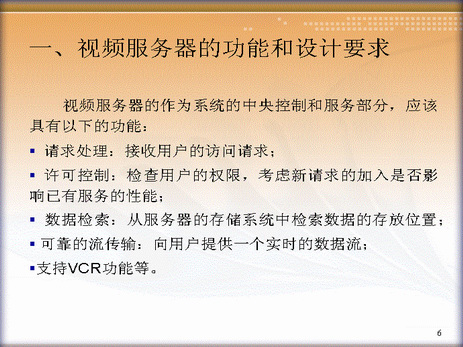 一、视频服务器的功能和设计要求
视频服务器的作为系统的中央控制和服务部分，应该
具有以下的功能：
▪ 请求处理：接收用户的访问请求；
▪ 许可控制：检查用户的权限，考虑新请求的加入是否影
响已有服务的性能；
▪ 数据检索：从服务器的存储系统中检索数据的存放位置；
▪ 可靠的流传输：向用户提供一个实时的数据流；
▪支持VCR功能等。
6